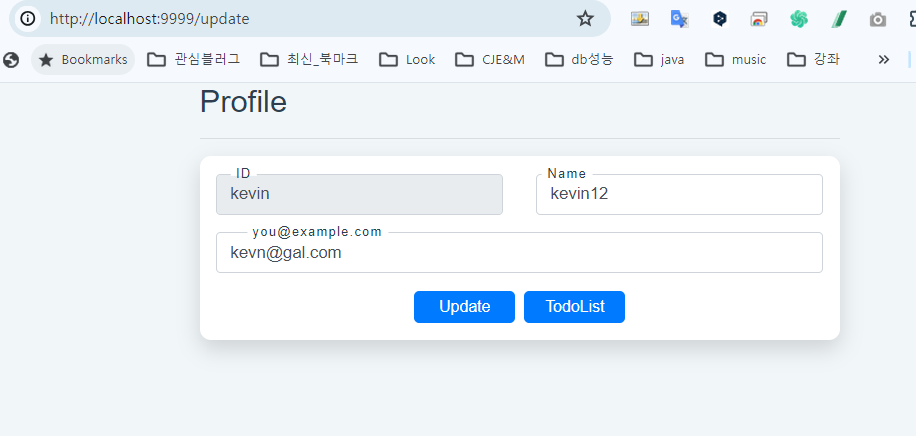 http://localhost:9999/update
Bookmarks 관심블러그 최신_북마크 Look CJE&M db성능 java music 강좌
Profile
ID Name
kevin kevin12
you@example.com
kevn@gal.com
Update TodoList